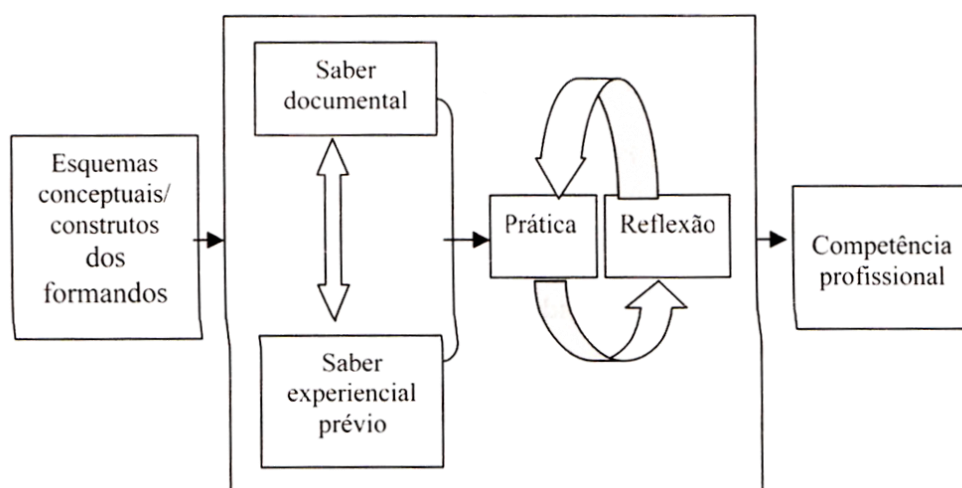 Esquemas
conceptuais/
construtos
dos
formandos
Saber
documental
Saber
experiencial
prévio
Prática
Reflexão
Competência
profissional